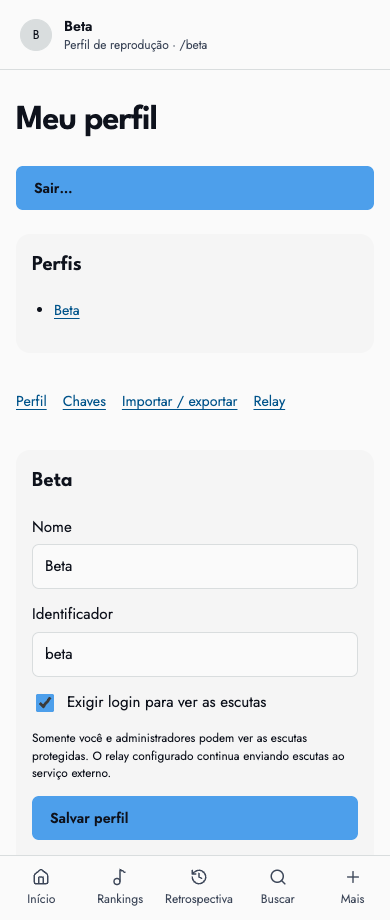 B
Beta
Perfil de reprodução · /beta
Meu perfil
Sair...
Perfis
Beta
Perfil Chaves Importar / exportar Relay
Beta
Nome
Beta
Identificador
beta
Exigir login para ver as escutas
Somente você e administradores podem ver as escutas
protegidas. O relay configurado continua enviando escutas ao
serviço externo.
Salvar perfil
Início Rankings Retrospectiva Buscar Mais